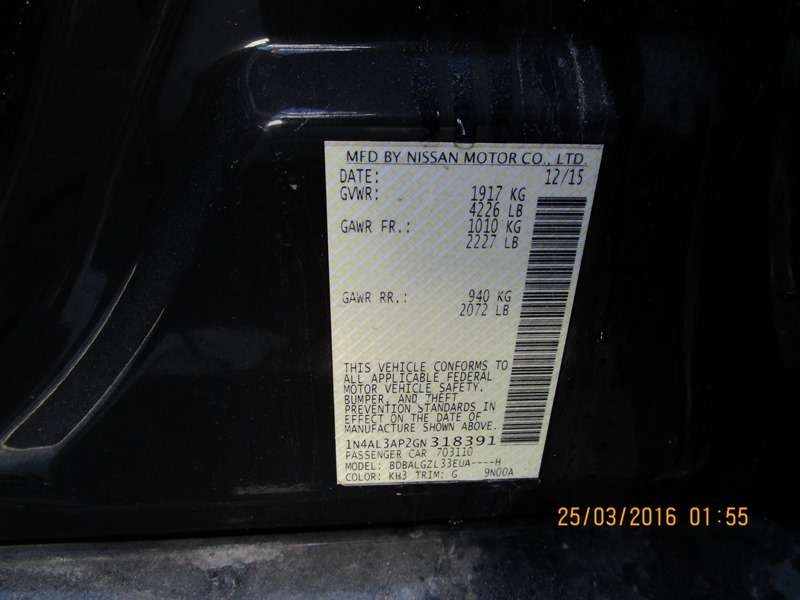 MFD BY NISSAN MOTOR CO., LTD.
DATE: 12/15
GVWR: 1917 KG
4226 LB
GAWR FR.: 1010 KG
2227 LB
GAWR RR.: 940 KG
2072 LB
THIS VEHICLE CONFORMS TO
ALL APPLICABLE FEDERAL
MOTOR VEHICLE SAFETY,
BUMPER, AND THEFT
PREVENTION STANDARDS IN
EFFECT ON THE DATE OF
MANUFACTURE SHOWN ABOVE.
1N4AL3AP2GN318391
PASSENGER CAR 703110
MODEL: BDBALGZL33EUA----H
COLOR: KH3 TRIM: G 9N00A
25/03/2016 01:55